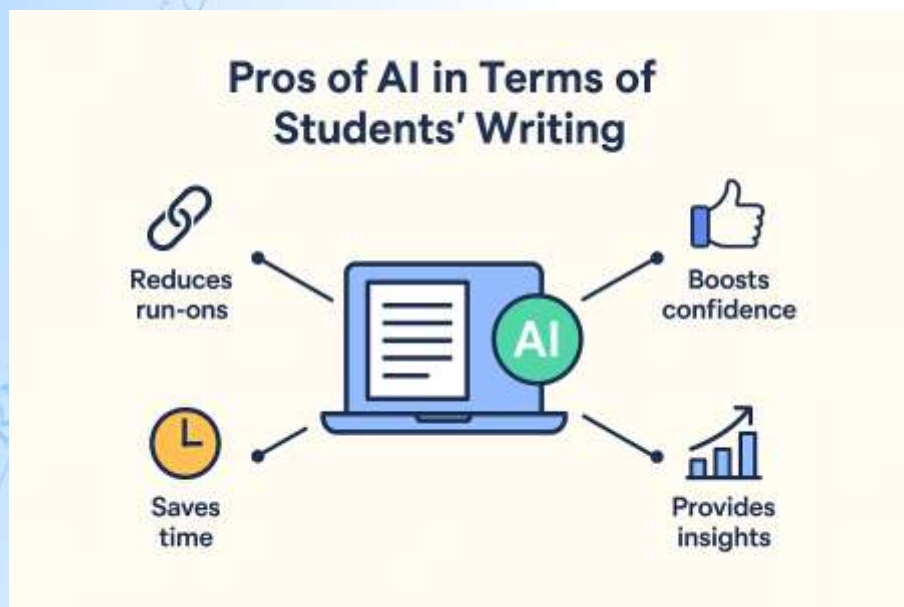 Pros of AI in Terms of
Students' Writing
Reduces
run-ons
Boosts
confidence
AI
Saves
time
Provides
insights